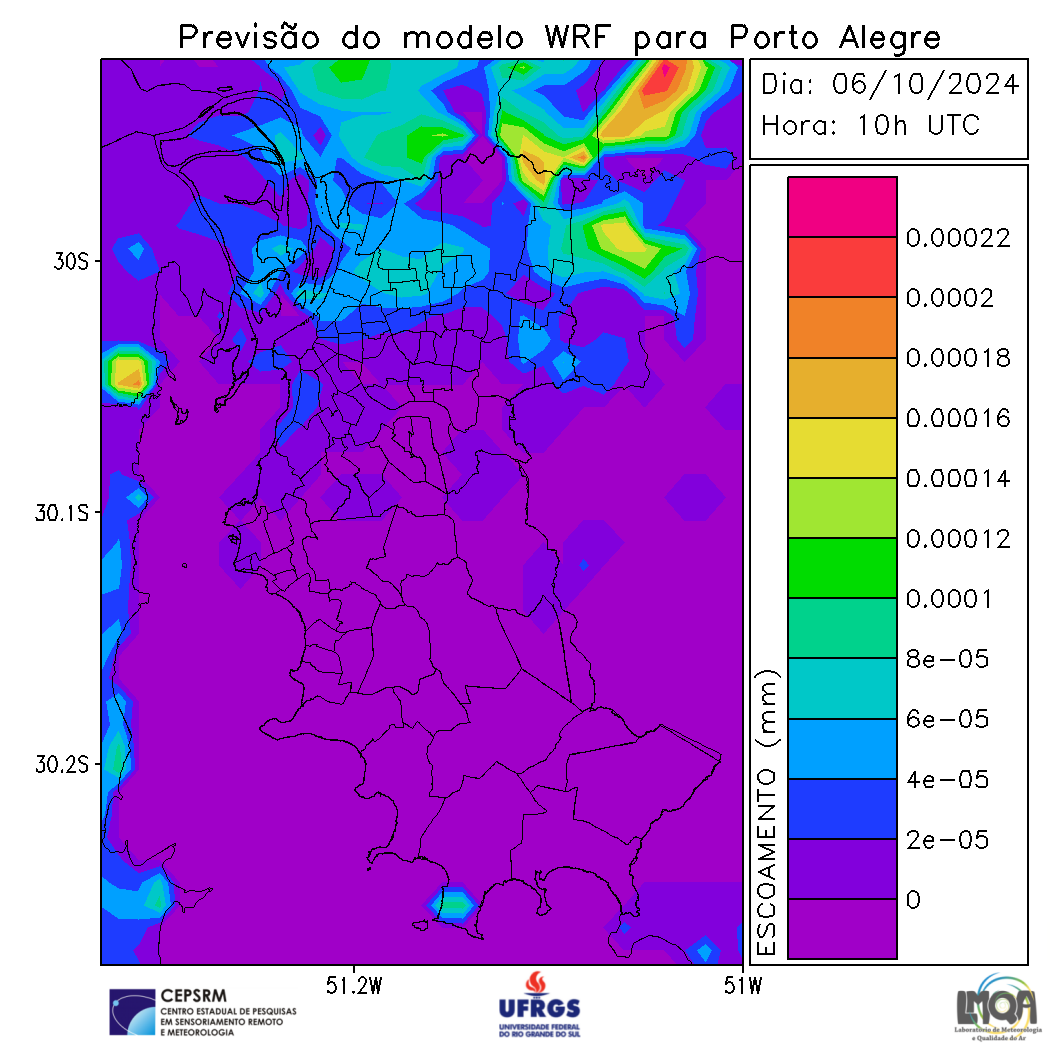 Previsão do modelo WRF para Porto Alegre
Dia: 06/10/2024
Hora: 10h UTC
30S
30.1S
30.2S
51.2W
51W
ESCOAMENTO (mm)
0.00022
0.0002
0.00018
0.00016
0.00014
0.00012
0.0001
8e-05
6e-05
4e-05
2e-05
0
CEPSRM
CENTRO ESTADUAL DE PESQUISAS
EM SENSORIAMENTO REMOTO
E METEOROLOGIA
UFRGS
UNIVERSIDADE FEDERAL
DO RIO GRANDE DO SUL
LMQA
Laboratório de Meteorologia
e Qualidade do Ar